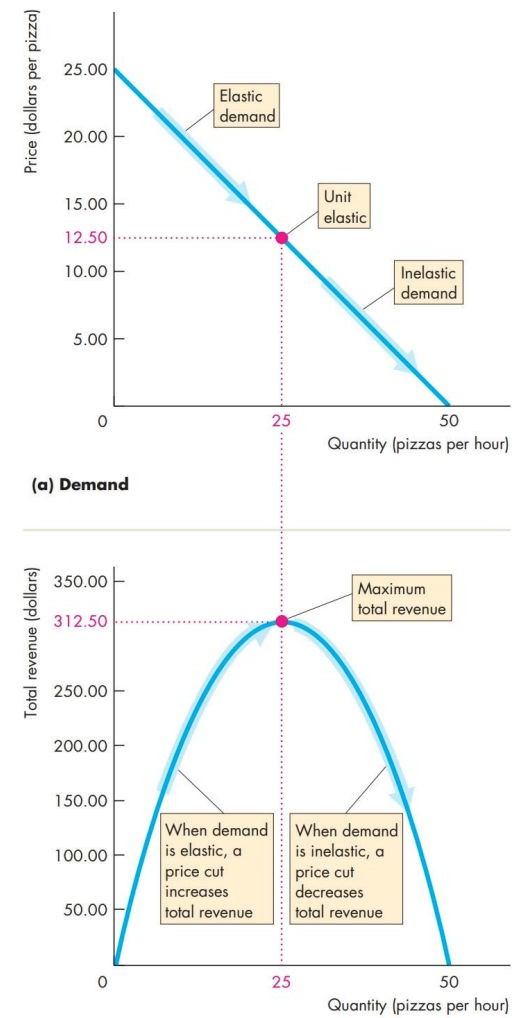 Price (dollars per pizza)
25.00
Elastic
demand
20.00
Unit
elastic
15.00
12.50
Inelastic
demand
10.00
5.00
0
25
50
Quantity (pizzas per hour)
(a) Demand
Total revenue (dollars)
350.00
Maximum
total revenue
312.50
250.00
200.00
150.00
When demand
is elastic, a
price cut
increases
total revenue
When demand
is inelastic, a
price cut
decreases
total revenue
100.00
50.00
0
25
50
Quantity (pizzas per hour)